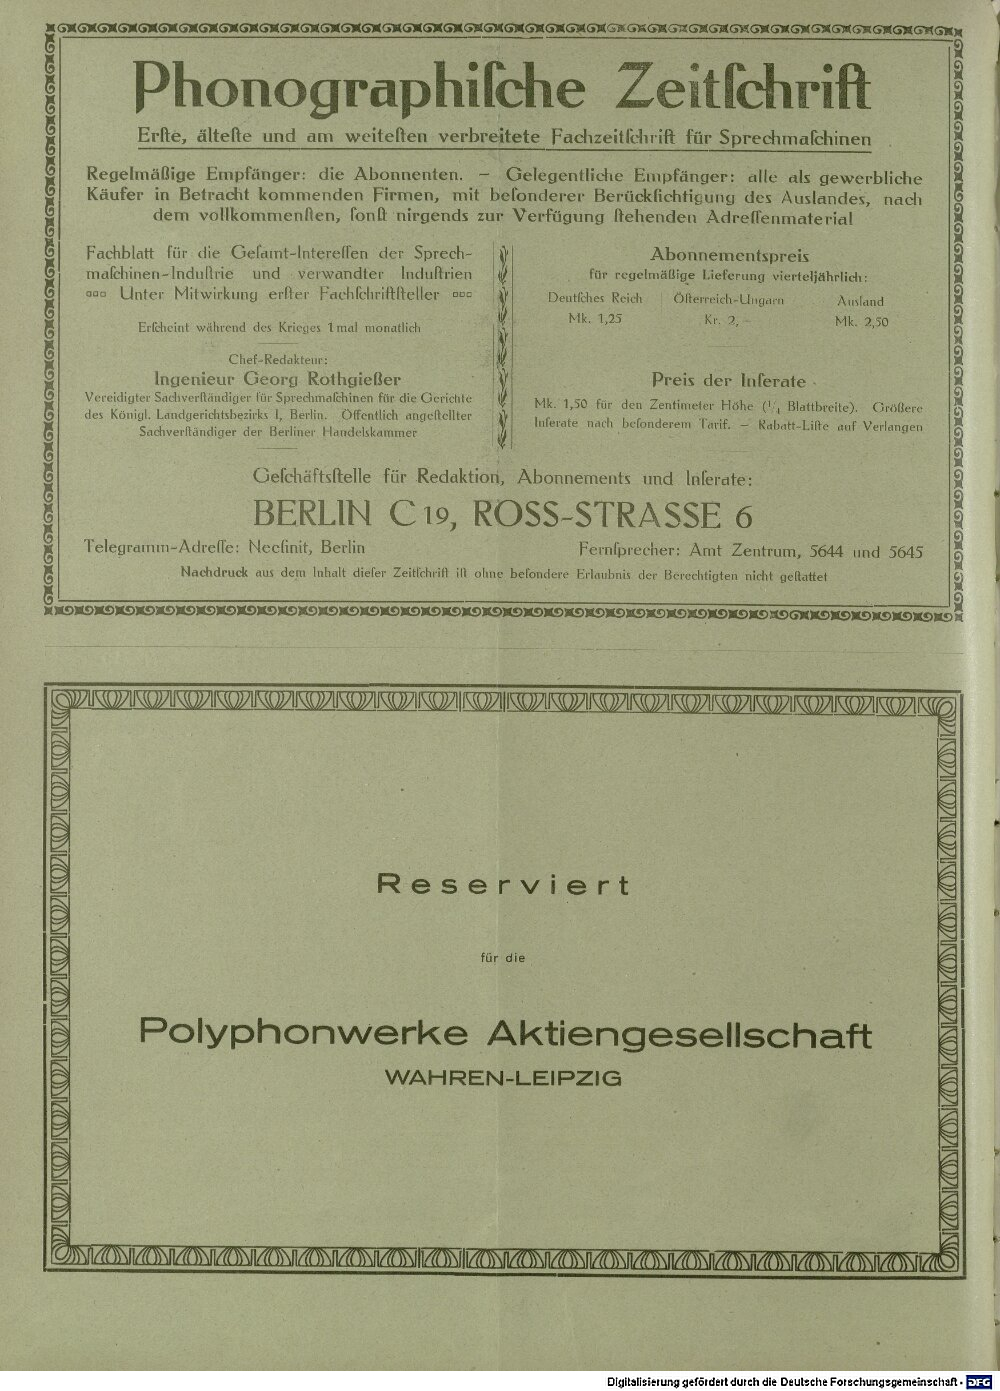 Phonographiſche Zeitſchrift
Erſte, älteſte und am weiteſten verbreitete Fachzeitſchrift für Sprechmaſchinen
Regelmäßige Empfänger: die Abonnenten. — Gelegentliche Empfänger: alle als gewerbliche
Käufer in Betracht kommenden Firmen, mit beſonderer Berückſichtigung des Auslandes, nach
dem vollkommenſten, ſonſt nirgends zur Verfügung ſtehenden Adreſſenmaterial
Fachblatt für die Geſamt-Intereſſen der Sprech-
maſchinen-Induſtrie und verwandter Induſtrien
▫▫▫ Unter Mitwirkung erſter Fachſchriftſteller ▫▫▫
Erſcheint während des Krieges 1 mal monatlich
Chef-Redakteur:
Ingenieur Georg Rothgießer
Vereidigter Sachverſtändiger für Sprechmaſchinen für die Gerichte
des Königl. Landgerichtsbezirks I, Berlin. Öffentlich angeſtellter
Sachverſtändiger der Berliner Handelskammer
Abonnementspreis
für regelmäßige Lieferung vierteljährlich:
Deutſches Reich Öſterreich-Ungarn Ausland
Mk. 1,25 Kr. 2,— Mk. 2,50
Preis der Inſerate
Mk. 1,50 für den Zentimeter Höhe (¹/₄ Blattbreite). Größere
Inſerate nach beſonderem Tarif. — Rabatt-Liſte auf Verlangen
Geſchäftsſtelle für Redaktion, Abonnements und Inſerate:
BERLIN C 19, ROSS-STRASSE 6
Telegramm-Adreſſe: Necſinit, Berlin Fernſprecher: Amt Zentrum, 5644 und 5645
Nachdruck aus dem Inhalt dieſer Zeitſchrift iſt ohne beſondere Erlaubnis der Berechtigten nicht geſtattet
Reserviert
für die
Polyphonwerke Aktiengesellschaft
WAHREN-LEIPZIG
Digitalisierung gefördert durch die Deutsche Forschungsgemeinschaft - DFG